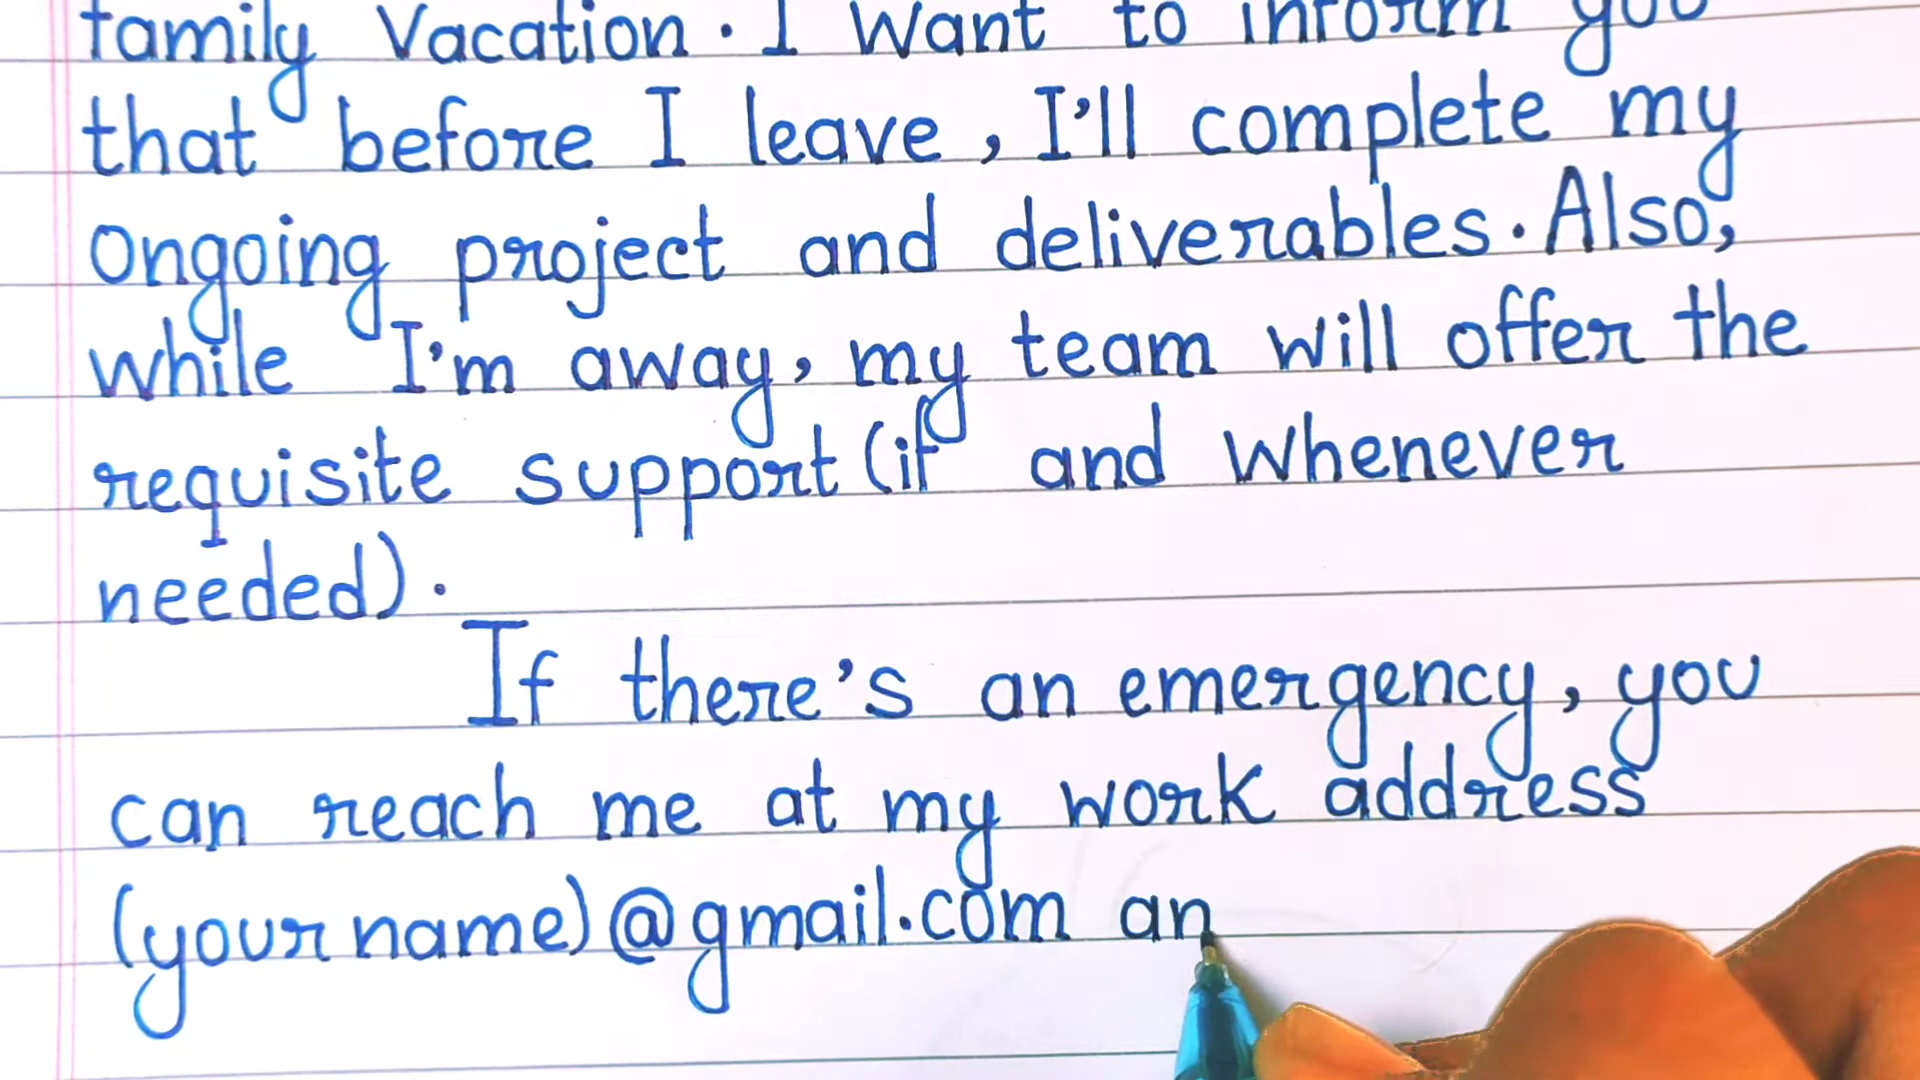 family Vacation. I want to inform you
that before I leave, I'll complete my
ongoing project and deliverables. Also,
while I'm away, my team will offer the
requisite support (if and whenever
needed).
If there's an emergency, you
can reach me at my work address
(your name)@gmail.com an